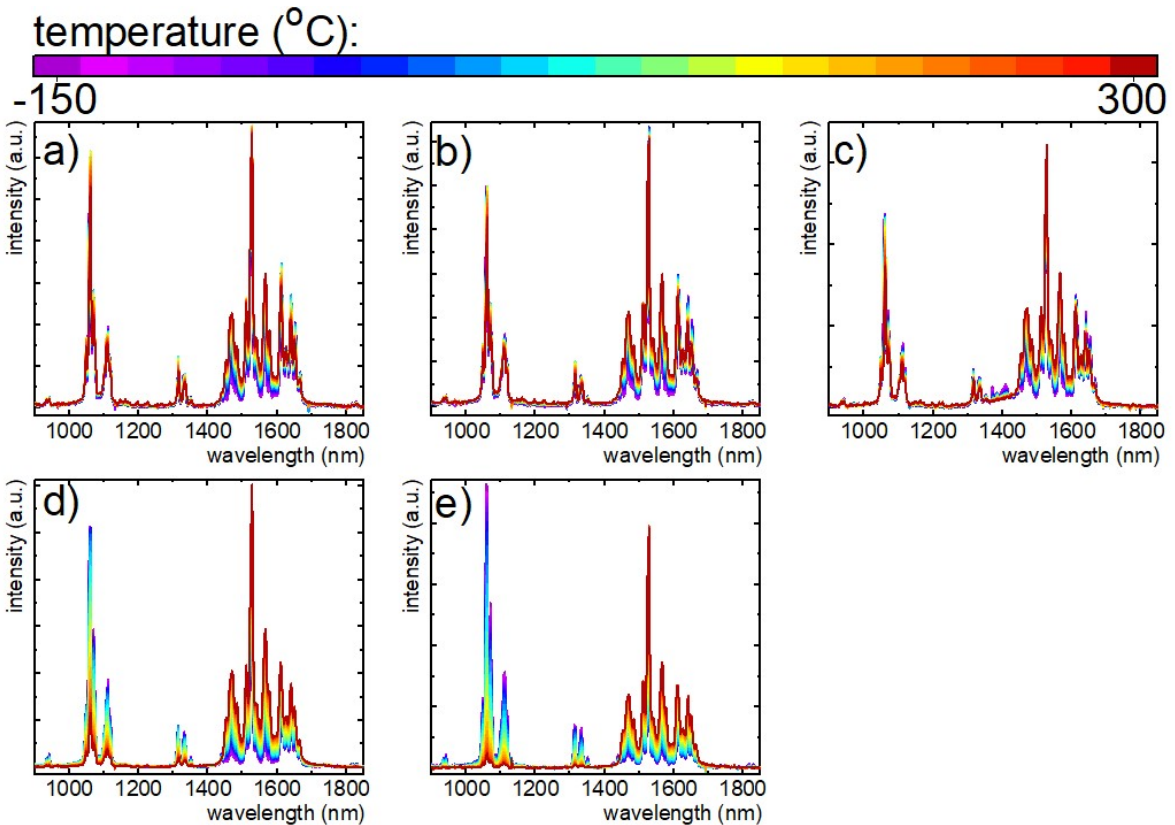 temperature (°C):
-150 300
a) b) c)
intensity (a.u.) intensity (a.u.) intensity (a.u.)
1000 1200 1400 1600 1800 1000 1200 1400 1600 1800 1000 1200 1400 1600 1800
wavelength (nm) wavelength (nm) wavelength (nm)
d) e)
intensity (a.u.) intensity (a.u.)
1000 1200 1400 1600 1800 1000 1200 1400 1600 1800
wavelength (nm) wavelength (nm)